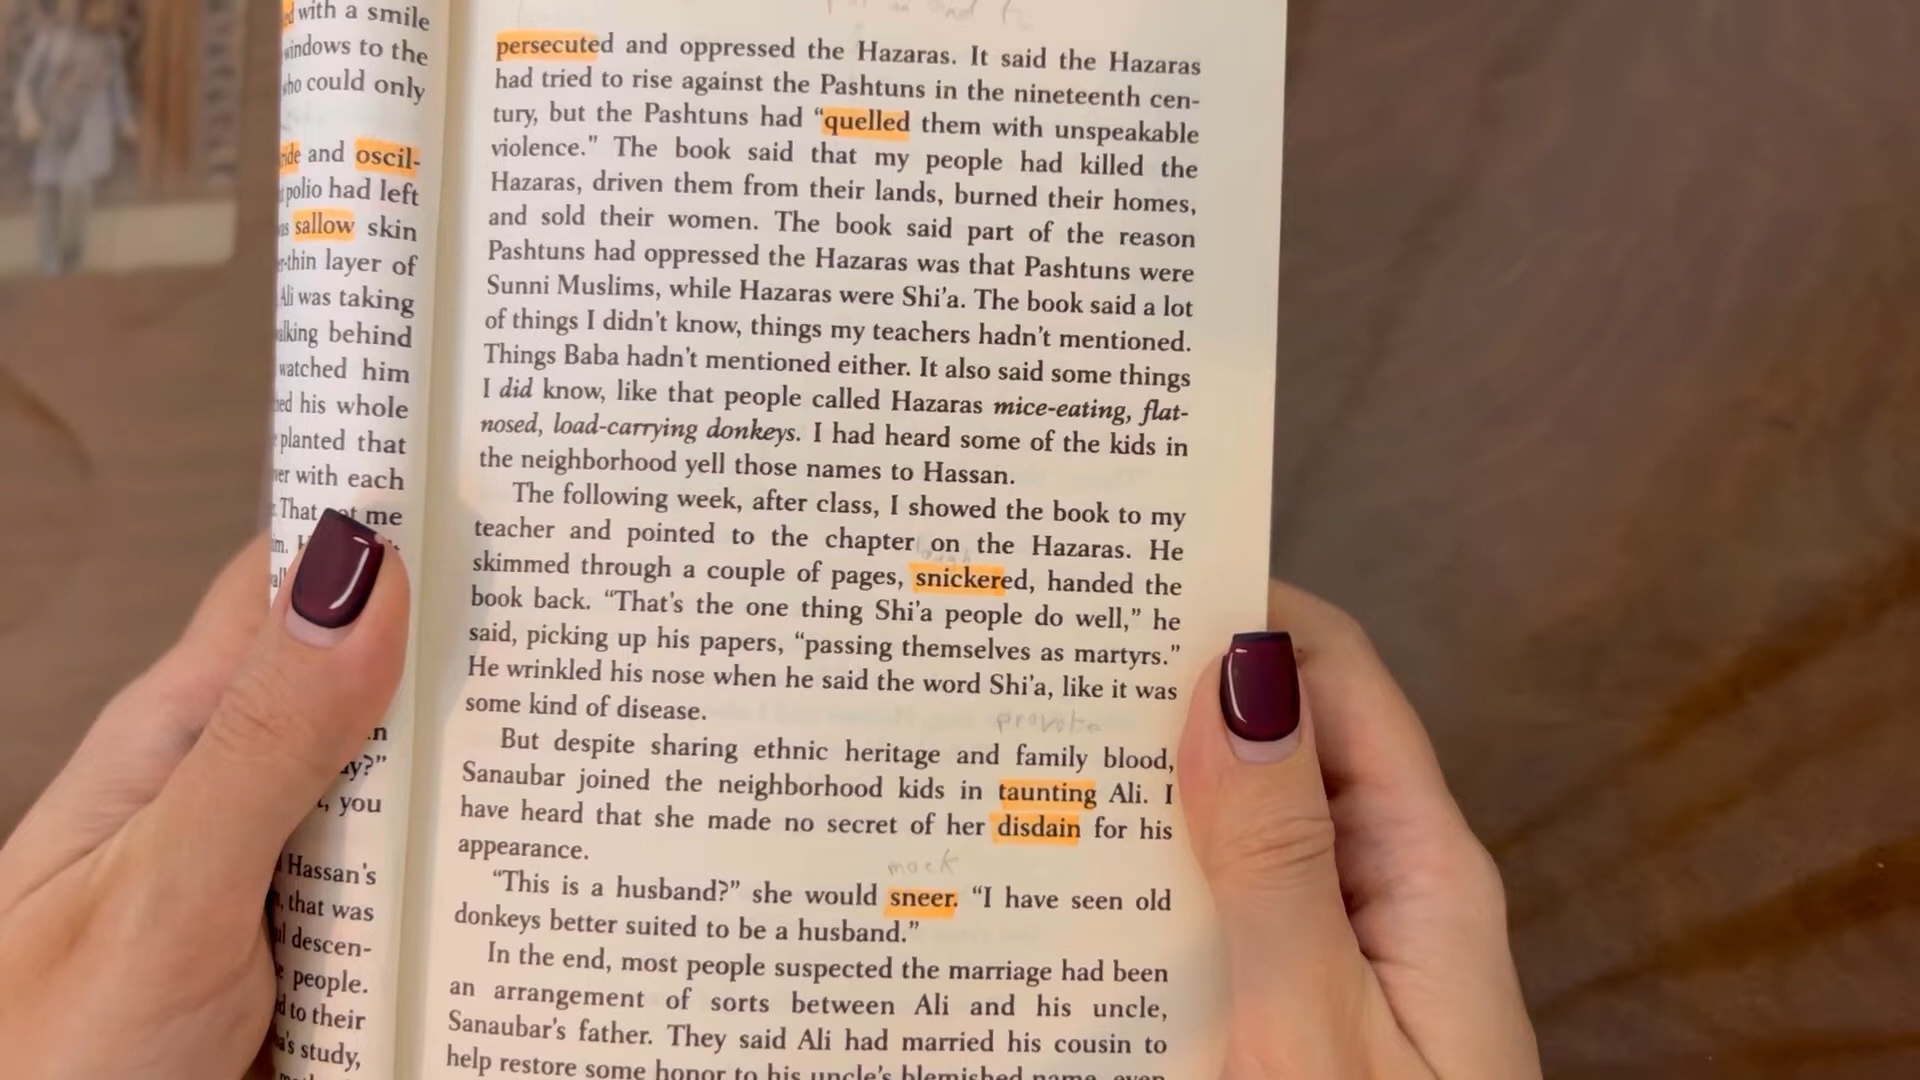 with a smile
windows to the
who could only
and oscil-
polio had left
sallow skin
thin layer of
Ali was taking
walking behind
watched him
his whole
planted that
with each
That me
you
Hassan's
that was
descen-
people.
to their
study,
persecuted and oppressed the Hazaras. It said the Hazaras
had tried to rise against the Pashtuns in the nineteenth cen-
tury, but the Pashtuns had “quelled them with unspeakable
violence.” The book said that my people had killed the
Hazaras, driven them from their lands, burned their homes,
and sold their women. The book said part of the reason
Pashtuns had oppressed the Hazaras was that Pashtuns were
Sunni Muslims, while Hazaras were Shi’a. The book said a lot
of things I didn’t know, things my teachers hadn’t mentioned.
Things Baba hadn’t mentioned either. It also said some things
I did know, like that people called Hazaras mice-eating, flat-
nosed, load-carrying donkeys. I had heard some of the kids in
the neighborhood yell those names to Hassan.
The following week, after class, I showed the book to my
teacher and pointed to the chapter on the Hazaras. He
skimmed through a couple of pages, snickered, handed the
book back. “That’s the one thing Shi’a people do well,” he
said, picking up his papers, “passing themselves as martyrs.”
He wrinkled his nose when he said the word Shi’a, like it was
some kind of disease.
provoke
But despite sharing ethnic heritage and family blood,
Sanaubar joined the neighborhood kids in taunting Ali. I
have heard that she made no secret of her disdain for his
appearance.
mock
“This is a husband?” she would sneer. “I have seen old
donkeys better suited to be a husband.”
In the end, most people suspected the marriage had been
an arrangement of sorts between Ali and his uncle,
Sanaubar’s father. They said Ali had married his cousin to
help restore some honor to his uncle’s blemished name, even